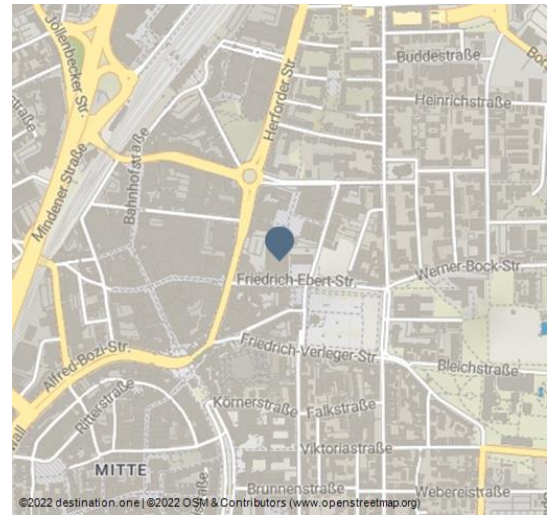 Jöllenbecker Str.
Herforder Str.
Buddestraße
Heinrichstraße
Mindener Straße
Bahnhofstraße
Friedrich-Ebert-Str.
Werner-Bock-Str.
Friedrich-Verleger-Str
Alfred-Bozi-Str.
Bleichstraße
Ritterstraße
Körnerstraße
Falkstraße
Viktoriastraße
MITTE
Brunnenstraße
Webereistraße
©2022 destination.one | ©2022 OSM & Contributors (www.openstreetmap.org)